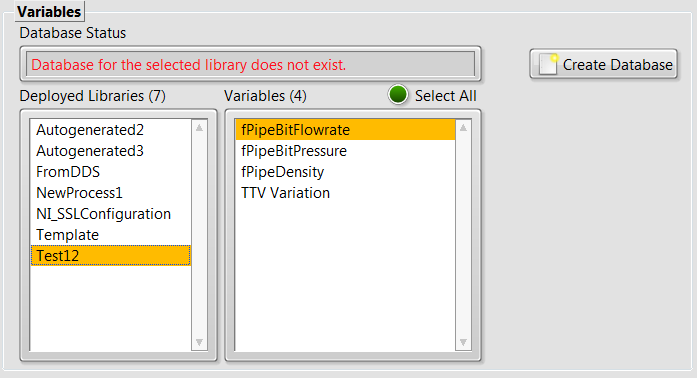 Variables
Database Status
Database for the selected library does not exist.
Create Database
Deployed Libraries (7)
Variables (4)
Select All
Autogenerated2
Autogenerated3
FromDDS
NewProcess1
NI_SSLConfiguration
Template
Test12
fPipeBitFlowrate
fPipeBitPressure
fPipeDensity
TTV Variation